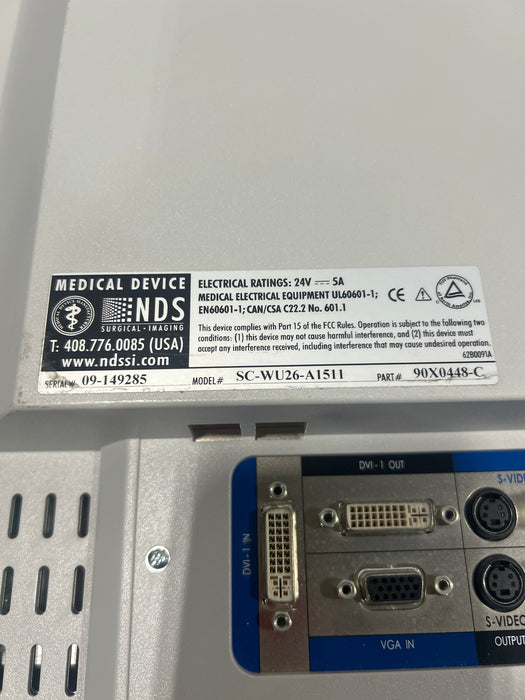 MEDICAL DEVICE
NDS
SURGICAL - IMAGING
T: 408.776.0085 (USA)
www.ndssi.com
ELECTRICAL RATINGS: 24V ⎓ 5A
MEDICAL ELECTRICAL EQUIPMENT UL60601-1;
EN60601-1; CAN/CSA C22.2 No. 601.1
CE
This device complies with Part 15 of the FCC Rules. Operation is subject to the following two
conditions: (1) this device may not cause harmful interference, and (2) this device must
accept any interference received, including interference that may cause undesired operation.
62B0091A
SERIAL# 09-149285
MODEL# SC-WU26-A1511
PART# 90X0448-C
DVI-1 OUT
S-VID
DVI-1 IN
S-VIDEO
VGA IN
OUTPUT